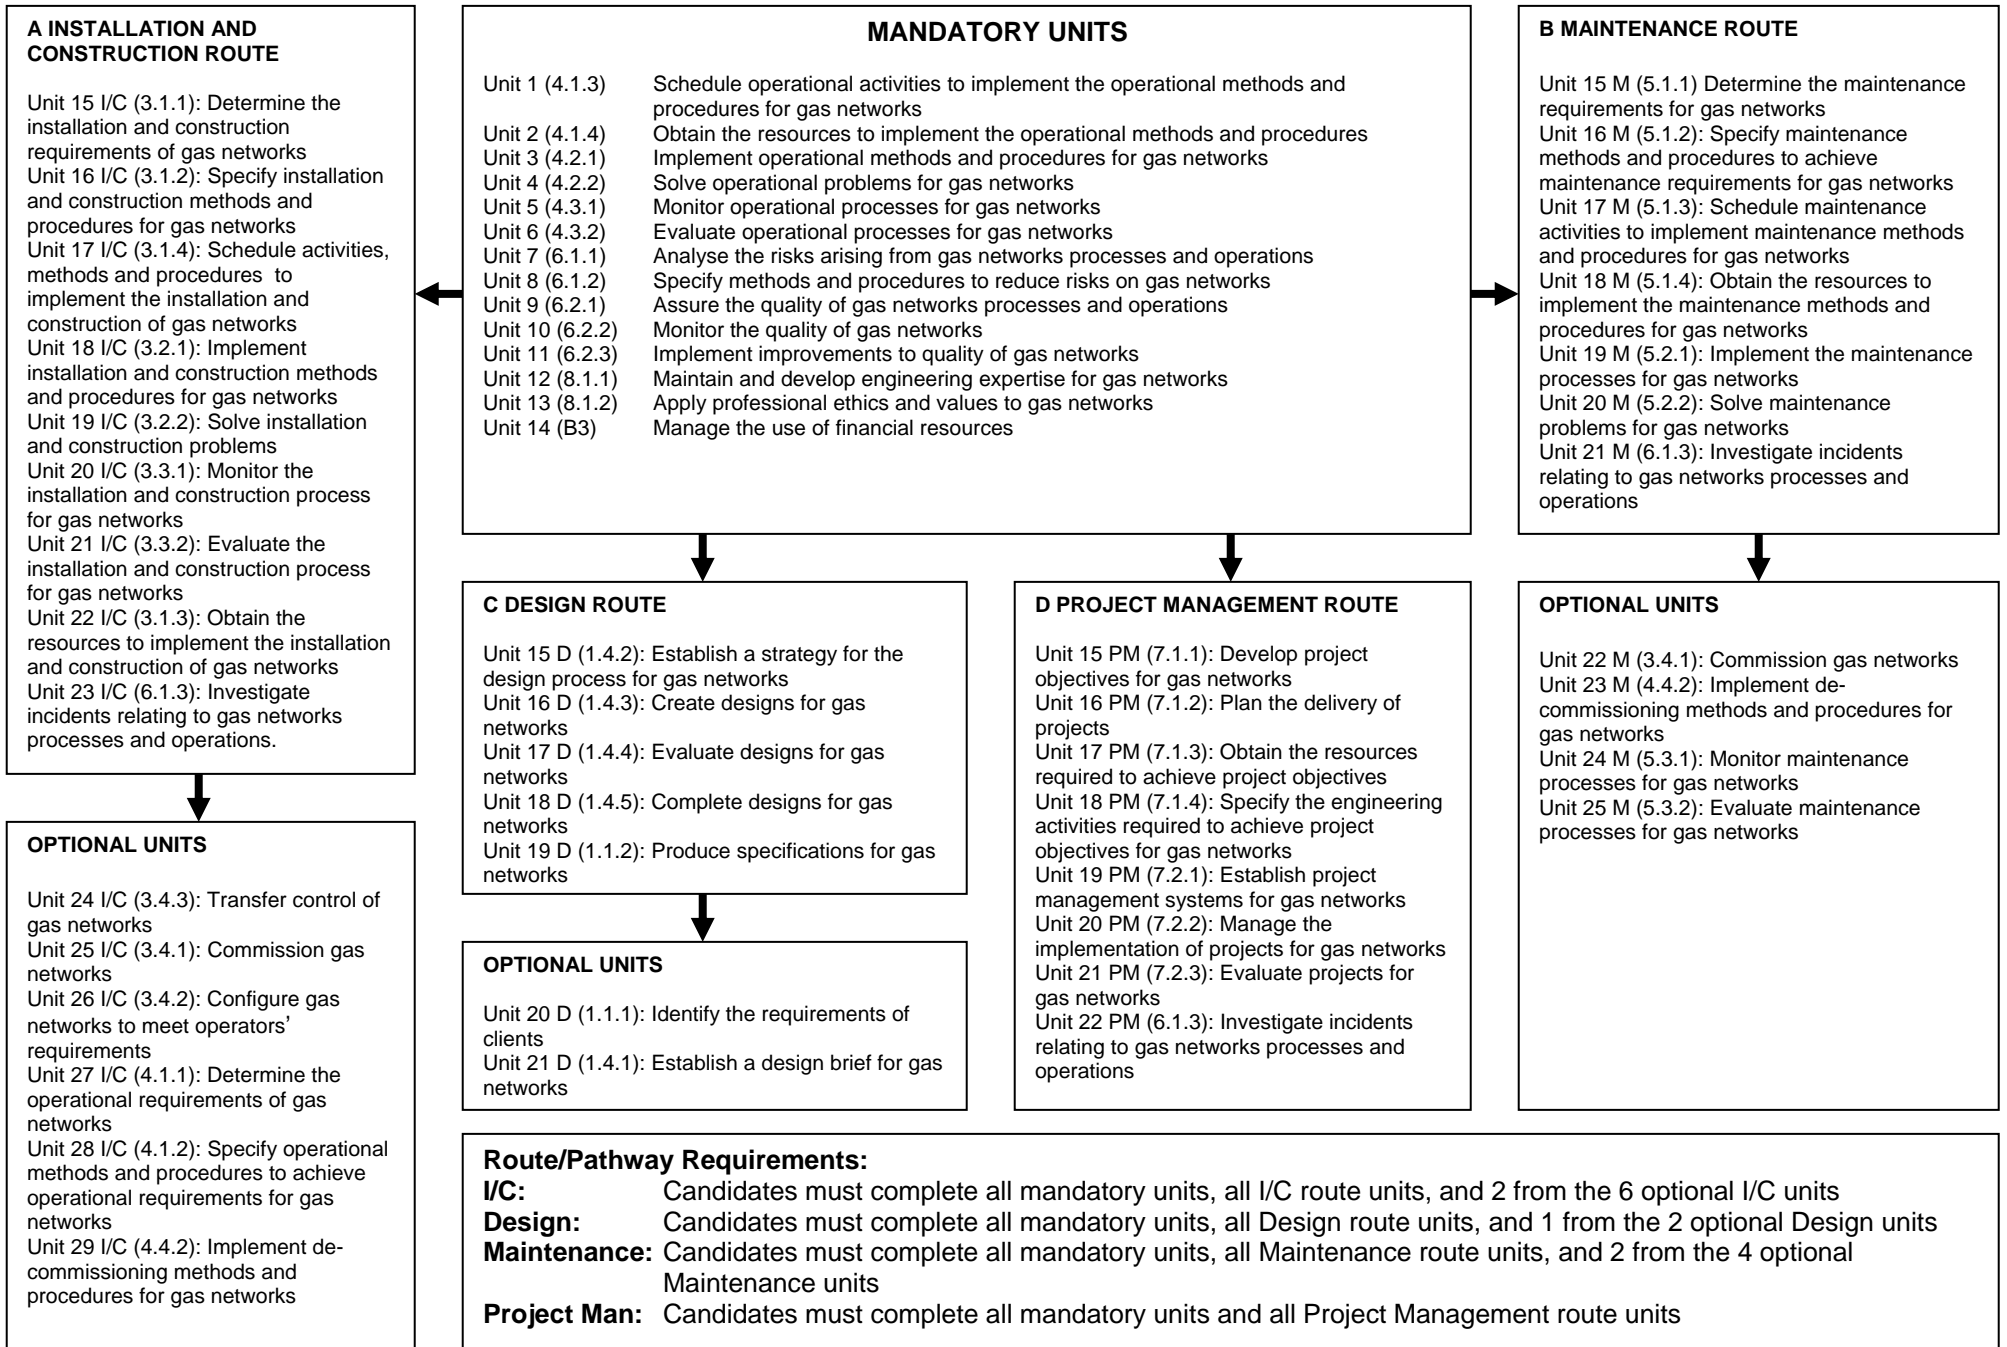 A INSTALLATION AND
CONSTRUCTION ROUTE
Unit 15 I/C (3.1.1): Determine the
installation and construction
requirements of gas networks
Unit 16 I/C (3.1.2): Specify installation
and construction methods and
procedures for gas networks
Unit 17 I/C (3.1.4): Schedule activities,
methods and procedures to
implement the installation and
construction of gas networks
Unit 18 I/C (3.2.1): Implement
installation and construction methods
and procedures for gas networks
Unit 19 I/C (3.2.2): Solve installation
and construction problems
Unit 20 I/C (3.3.1): Monitor the
installation and construction process
for gas networks
Unit 21 I/C (3.3.2): Evaluate the
installation and construction process
for gas networks
Unit 22 I/C (3.1.3): Obtain the
resources to implement the installation
and construction of gas networks
Unit 23 I/C (6.1.3): Investigate
incidents relating to gas networks
processes and operations.
OPTIONAL UNITS
Unit 24 I/C (3.4.3): Transfer control of
gas networks
Unit 25 I/C (3.4.1): Commission gas
networks
Unit 26 I/C (3.4.2): Configure gas
networks to meet operators’
requirements
Unit 27 I/C (4.1.1): Determine the
operational requirements of gas
networks
Unit 28 I/C (4.1.2): Specify operational
methods and procedures to achieve
operational requirements for gas
networks
Unit 29 I/C (4.4.2): Implement de-
commissioning methods and
procedures for gas networks
MANDATORY UNITS
Unit 1 (4.1.3) Schedule operational activities to implement the operational methods and
procedures for gas networks
Unit 2 (4.1.4) Obtain the resources to implement the operational methods and procedures
Unit 3 (4.2.1) Implement operational methods and procedures for gas networks
Unit 4 (4.2.2) Solve operational problems for gas networks
Unit 5 (4.3.1) Monitor operational processes for gas networks
Unit 6 (4.3.2) Evaluate operational processes for gas networks
Unit 7 (6.1.1) Analyse the risks arising from gas networks processes and operations
Unit 8 (6.1.2) Specify methods and procedures to reduce risks on gas networks
Unit 9 (6.2.1) Assure the quality of gas networks processes and operations
Unit 10 (6.2.2) Monitor the quality of gas networks
Unit 11 (6.2.3) Implement improvements to quality of gas networks
Unit 12 (8.1.1) Maintain and develop engineering expertise for gas networks
Unit 13 (8.1.2) Apply professional ethics and values to gas networks
Unit 14 (B3) Manage the use of financial resources
C DESIGN ROUTE
Unit 15 D (1.4.2): Establish a strategy for the
design process for gas networks
Unit 16 D (1.4.3): Create designs for gas
networks
Unit 17 D (1.4.4): Evaluate designs for gas
networks
Unit 18 D (1.4.5): Complete designs for gas
networks
Unit 19 D (1.1.2): Produce specifications for gas
networks
OPTIONAL UNITS
Unit 20 D (1.1.1): Identify the requirements of
clients
Unit 21 D (1.4.1): Establish a design brief for gas
networks
D PROJECT MANAGEMENT ROUTE
Unit 15 PM (7.1.1): Develop project
objectives for gas networks
Unit 16 PM (7.1.2): Plan the delivery of
projects
Unit 17 PM (7.1.3): Obtain the resources
required to achieve project objectives
Unit 18 PM (7.1.4): Specify the engineering
activities required to achieve project
objectives for gas networks
Unit 19 PM (7.2.1): Establish project
management systems for gas networks
Unit 20 PM (7.2.2): Manage the
implementation of projects for gas networks
Unit 21 PM (7.2.3): Evaluate projects for
gas networks
Unit 22 PM (6.1.3): Investigate incidents
relating to gas networks processes and
operations
B MAINTENANCE ROUTE
Unit 15 M (5.1.1) Determine the maintenance
requirements for gas networks
Unit 16 M (5.1.2): Specify maintenance
methods and procedures to achieve
maintenance requirements for gas networks
Unit 17 M (5.1.3): Schedule maintenance
activities to implement maintenance methods
and procedures for gas networks
Unit 18 M (5.1.4): Obtain the resources to
implement the maintenance methods and
procedures for gas networks
Unit 19 M (5.2.1): Implement the maintenance
processes for gas networks
Unit 20 M (5.2.2): Solve maintenance
problems for gas networks
Unit 21 M (6.1.3): Investigate incidents
relating to gas networks processes and
operations
OPTIONAL UNITS
Unit 22 M (3.4.1): Commission gas networks
Unit 23 M (4.4.2): Implement de-
commissioning methods and procedures for
gas networks
Unit 24 M (5.3.1): Monitor maintenance
processes for gas networks
Unit 25 M (5.3.2): Evaluate maintenance
processes for gas networks
Route/Pathway Requirements:
I/C: Candidates must complete all mandatory units, all I/C route units, and 2 from the 6 optional I/C units
Design: Candidates must complete all mandatory units, all Design route units, and 1 from the 2 optional Design units
Maintenance: Candidates must complete all mandatory units, all Maintenance route units, and 2 from the 4 optional
Maintenance units
Project Man: Candidates must complete all mandatory units and all Project Management route units